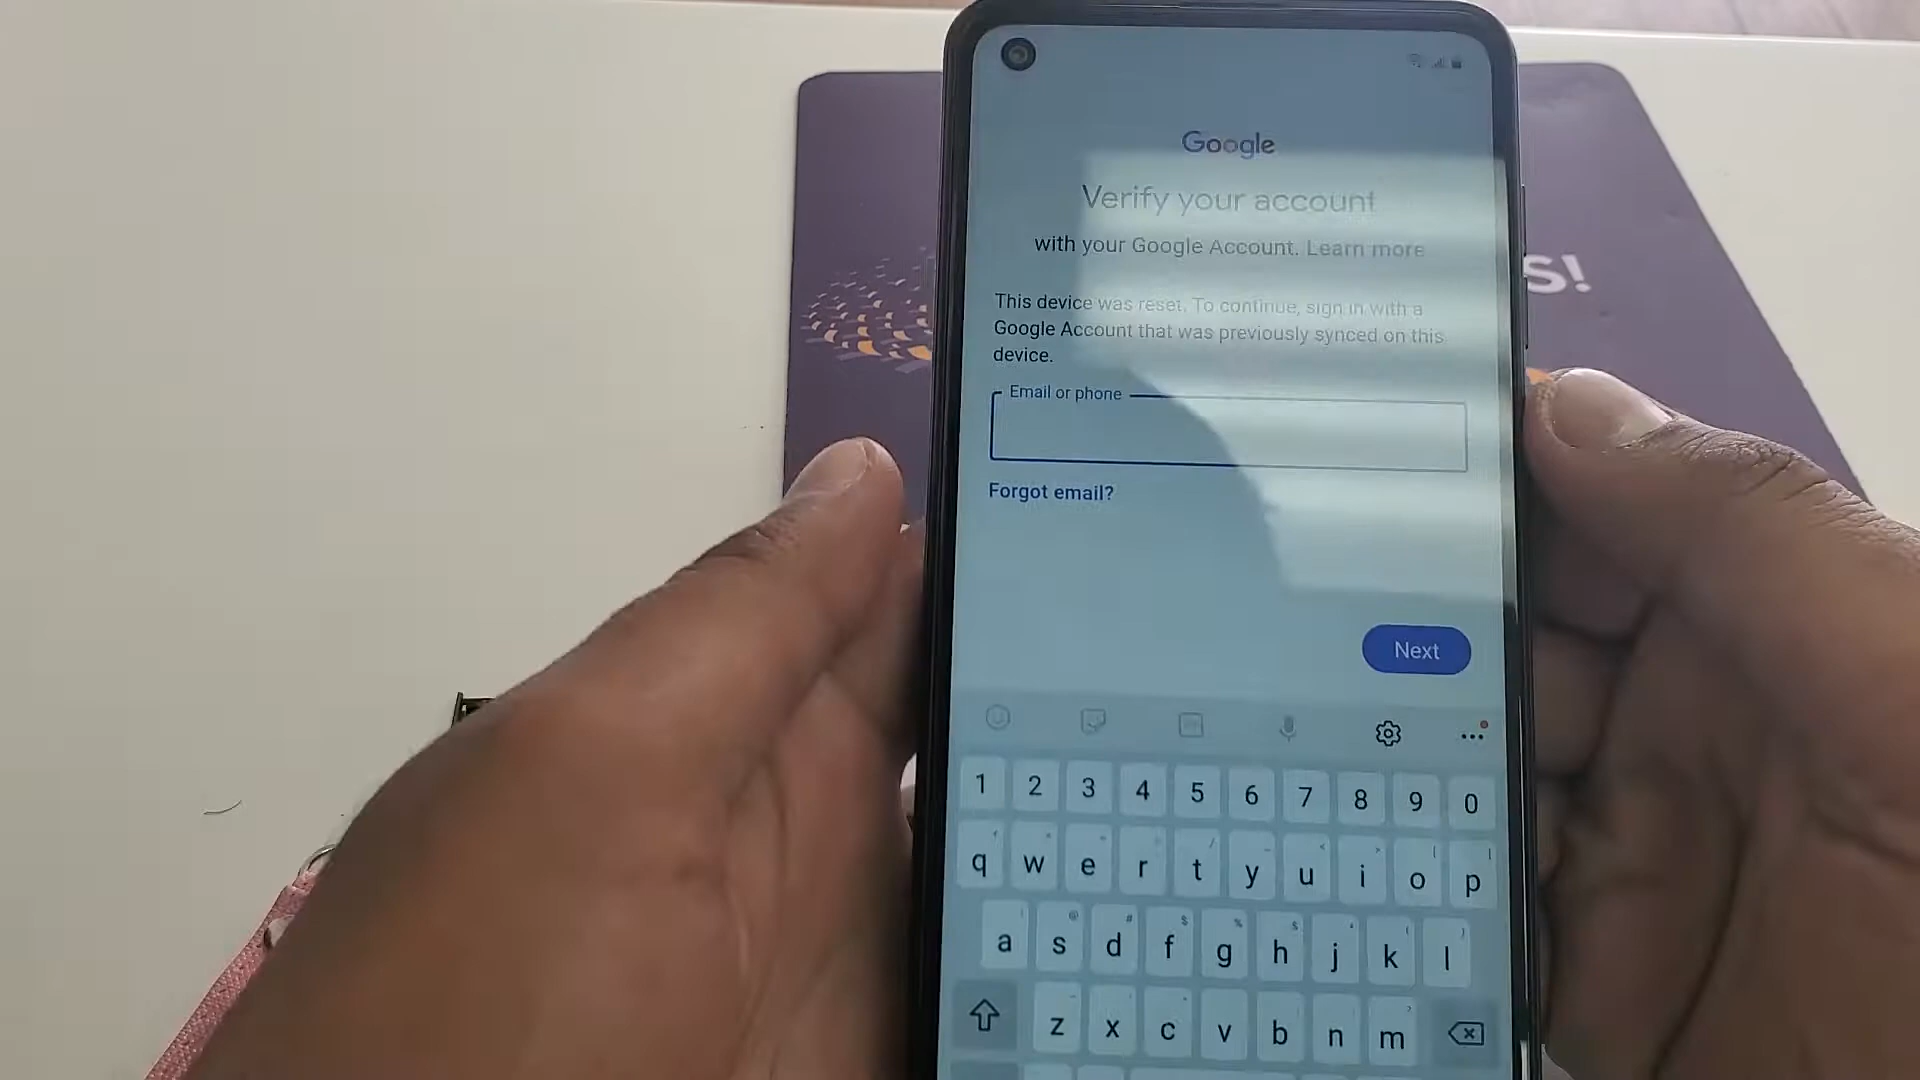 Google
Verify your account
with your Google Account. Learn more
This device was reset. To continue, sign in with a
Google Account that was previously synced on this
device.
Email or phone
Forgot email?
Next
S!
1 2 3 4 5 6 7 8 9 0
q w e r t y u i o p
a s d f g h j k l
z x c v b n m